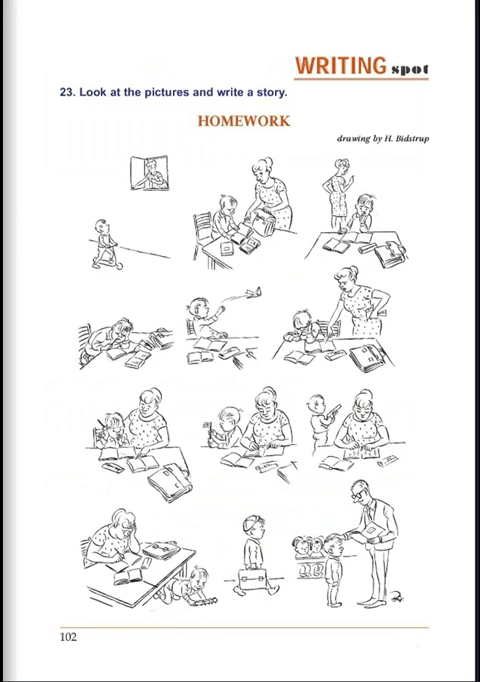 WRITING spot
23. Look at the pictures and write a story.
HOMEWORK
drawing by H. Bidstrup
102